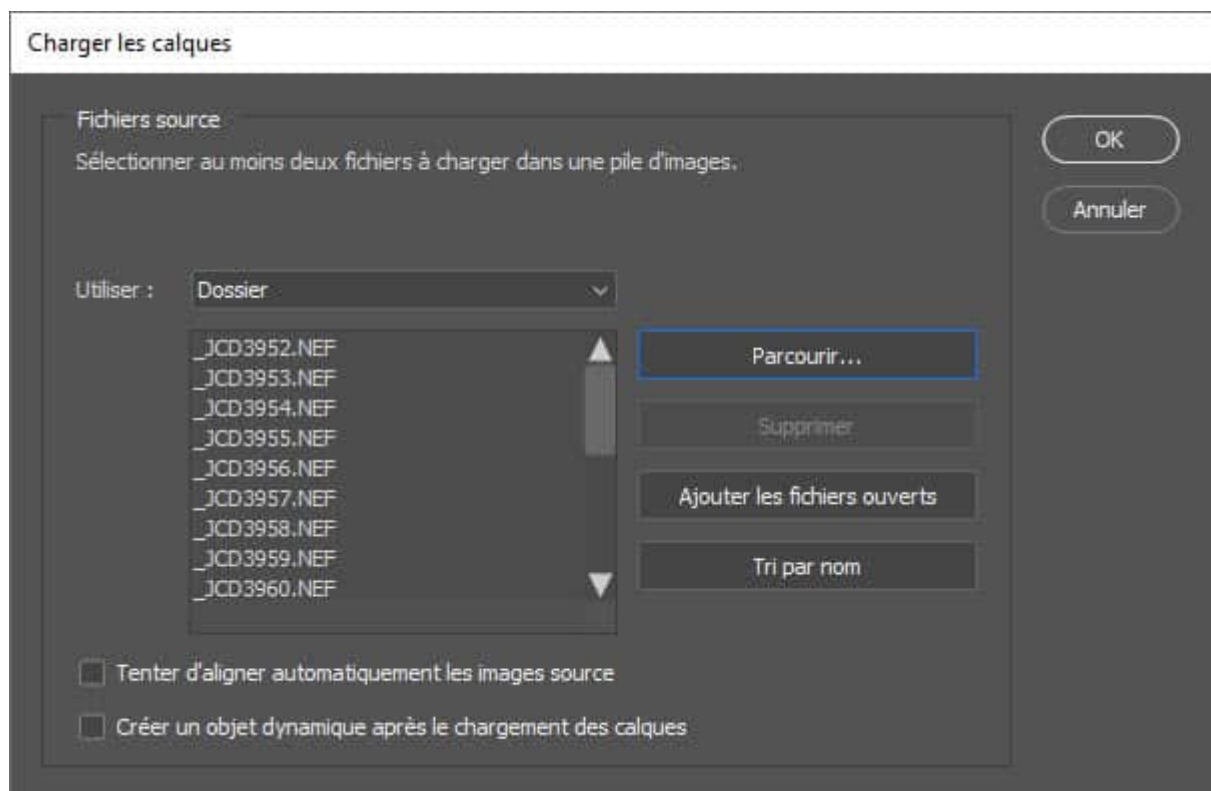 Charger les calques
Fichiers source
Sélectionner au moins deux fichiers à charger dans une pile d'images.
OK
Annuler
Utiliser :
Dossier
_JCD3952.NEF
_JCD3953.NEF
_JCD3954.NEF
_JCD3955.NEF
_JCD3956.NEF
_JCD3957.NEF
_JCD3958.NEF
_JCD3959.NEF
_JCD3960.NEF
Parcourir...
Supprimer
Ajouter les fichiers ouverts
Tri par nom
Tenter d'aligner automatiquement les images source
Créer un objet dynamique après le chargement des calques